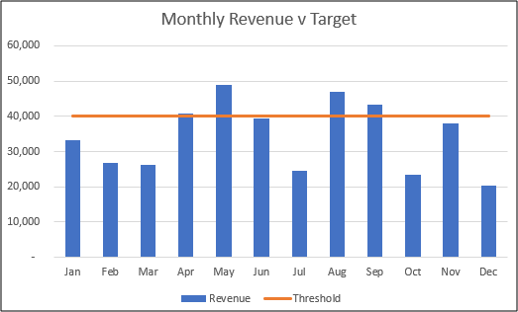 Monthly Revenue v Target
60,000
50,000
40,000
30,000
20,000
10,000
-
Jan Feb Mar Apr May Jun Jul Aug Sep Oct Nov Dec
Revenue Threshold